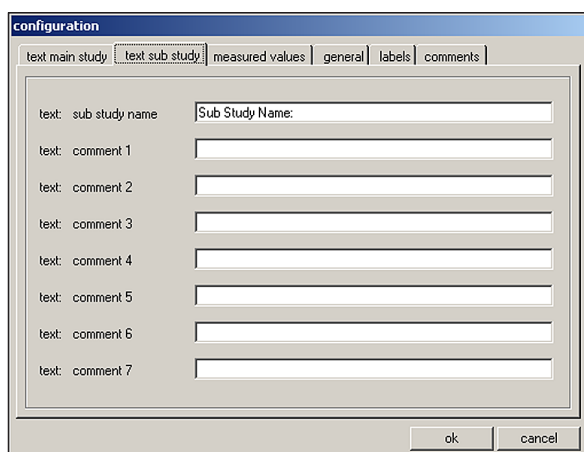 configuration
text main study text sub study measured values general labels comments
text: sub study name Sub Study Name:
text: comment 1
text: comment 2
text: comment 3
text: comment 4
text: comment 5
text: comment 6
text: comment 7
ok cancel